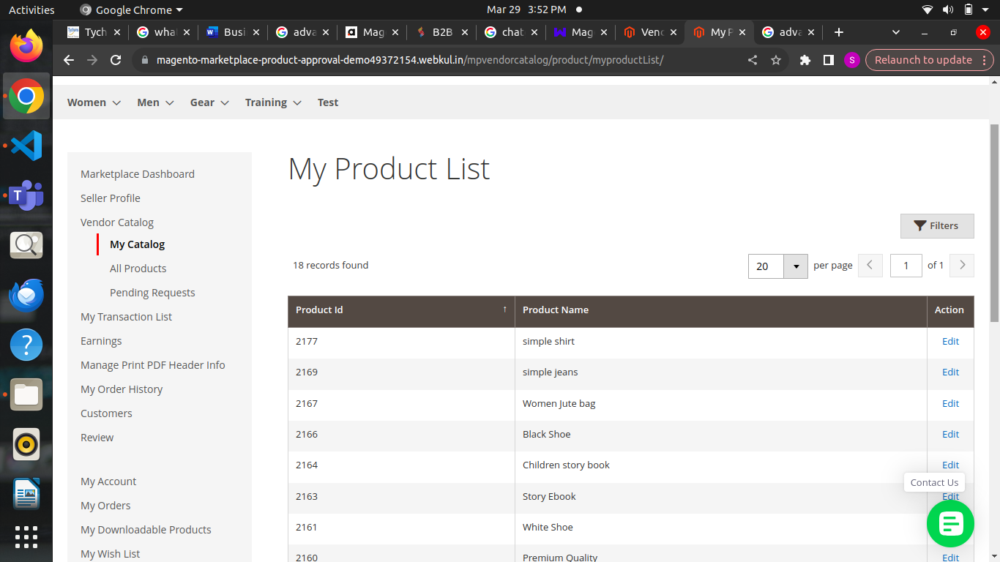 Activities Google Chrome Mar 29 3:52 PM
Tych whal Busi adva Mag B2B chat Mag Venc My P adva
magento-marketplace-product-approval-demo49372154.webkul.in/mpvendorcatalog/product/myproductList/ S Relaunch to update
Women Men Gear Training Test
Marketplace Dashboard
Seller Profile
Vendor Catalog
My Catalog
All Products
Pending Requests
My Transaction List
Earnings
Manage Print PDF Header Info
My Order History
Customers
Review
My Account
My Orders
My Downloadable Products
My Wish List
My Product List
Filters
18 records found 20 per page 1 of 1
Product Id ↑ Product Name Action
2177 simple shirt Edit
2169 simple jeans Edit
2167 Women Jute bag Edit
2166 Black Shoe Edit
2164 Children story book Edit
Contact Us
2163 Story Ebook Edit
2161 White Shoe
2160 Premium Quality Edit